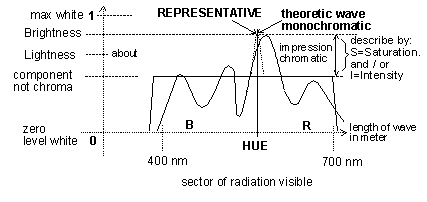 REPRESENTATIVE
theoretic wave
monochromatic
max white 1
Brightness
Lightness
about
component
not chroma
impression
chromatic
describe by:
S=Saturation.
and / or
I=Intensity
B
R
zero
level white 0
length of wave
in meter
HUE
400 nm
700 nm
sector of radiation visible